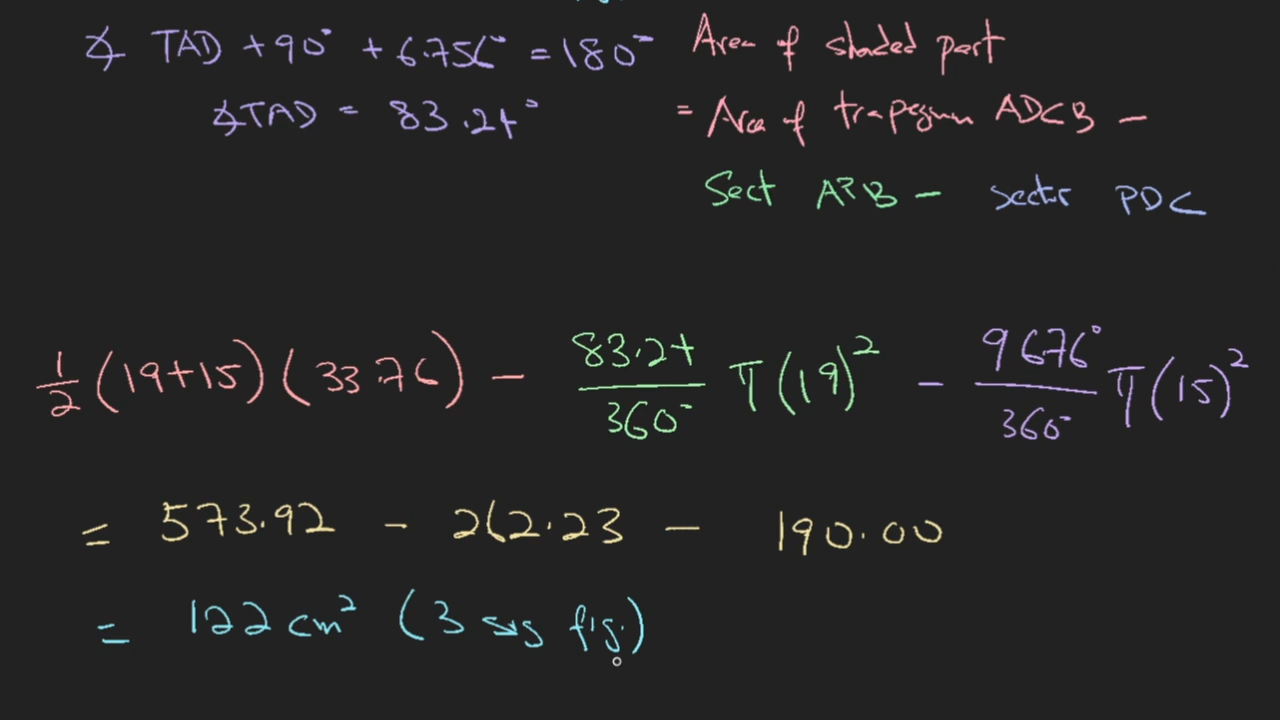 ∡ TAD + 90° + 6.756° = 180°
∡TAD = 83.24°
Area of shaded part
= Area of trapezium ADCB –
Sect APB – sector PDC
1/2 (19+15)(33.76) – 83.24/360° π(19)² – 96.76°/360° π(15)²
= 573.92 – 262.23 – 190.00
= 122 cm² (3 sig fig.)